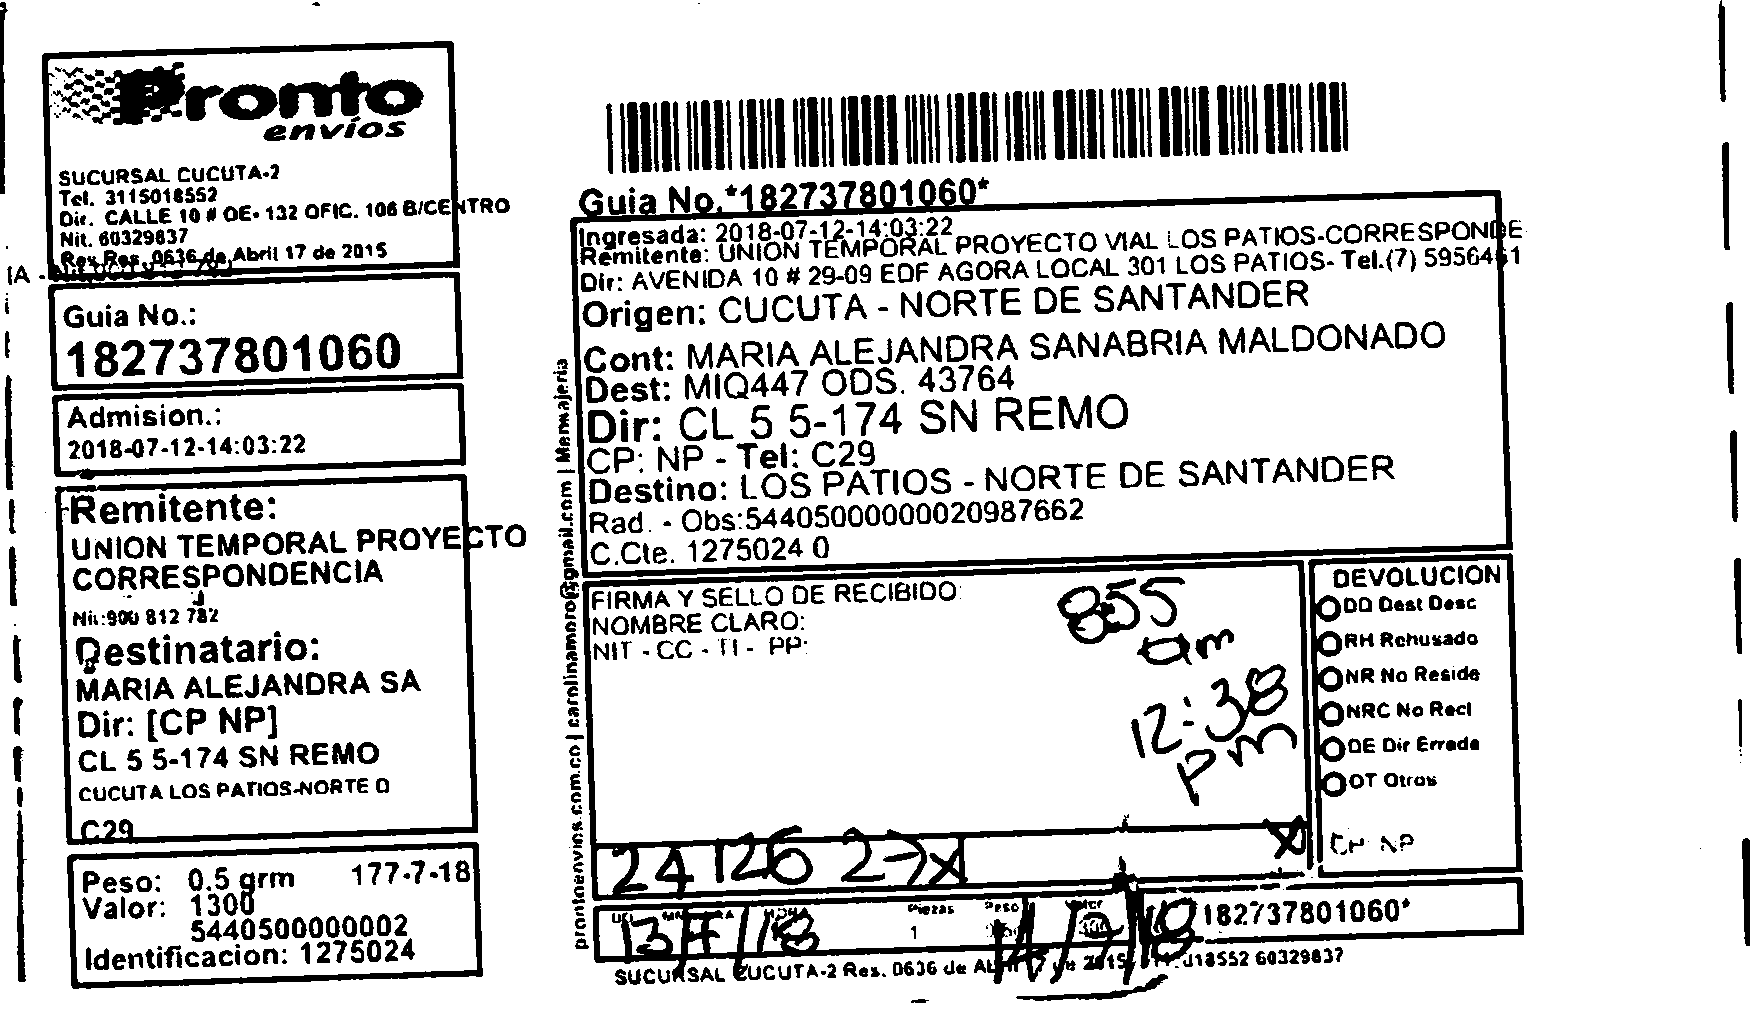 Pronto
envíos
SUCURSAL CUCUTA-2
Tel. 3115018552
Dir. CALLE 10 # OE- 132 OFIC. 106 B/CENTRO
Nit. 60329837
Res. 0636 de Abril 17 de 2015
IA -
Guia No.:
182737801060
Admision.:
2018-07-12-14:03:22
Remitente:
UNION TEMPORAL PROYECTO
CORRESPONDENCIA
Nit:900 812 782
Destinatario:
MARIA ALEJANDRA SA
Dir: [CP NP]
CL 5 5-174 SN REMO
CUCUTA LOS PATIOS-NORTE D
C29
Peso: 0.5 grm 177-7-18
Valor: 1300
5440500000002
Identificacion: 1275024
Guia No.*182737801060*
Ingresada: 2018-07-12-14:03:22
Remitente: UNION TEMPORAL PROYECTO VIAL LOS PATIOS-CORRESPONDE
Dir: AVENIDA 10 # 29-09 EDF AGORA LOCAL 301 LOS PATIOS- Tel.(7) 5956461
Origen: CUCUTA - NORTE DE SANTANDER
Cont: MARIA ALEJANDRA SANABRIA MALDONADO
Dest: MIQ447 ODS. 43764
Dir: CL 5 5-174 SN REMO
CP: NP - Tel: C29
Destino: LOS PATIOS - NORTE DE SANTANDER
Rad. - Obs:54405000000020987662
C.Cte. 1275024 0
prontoenvios.com.co | carolinamoro@gmail.com | Mensajeria
FIRMA Y SELLO DE RECIBIDO:
NOMBRE CLARO:
NIT - CC - TI - PP:
855
am
12:38
pm
DEVOLUCION
DD Dest Desc
RH Rehusado
NR No Reside
NRC No Recl
DE Dir Errada
OT Otros
CP: NP
24 126 27 x
x
Piezas Peso
1
13/7/18
14/7/18
182737801060*
SUCURSAL CUCUTA-2 Res. 0636 de 2015 60329837